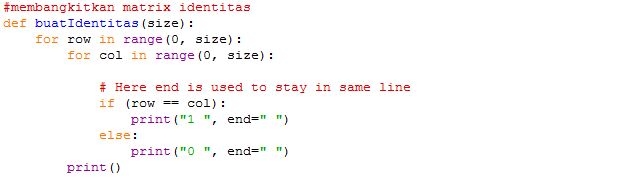 #membangkitkan matrix identitas
def buatIdentitas(size):
    for row in range(0, size):
        for col in range(0, size):
            # Here end is used to stay in same line
            if (row == col):
                print("1 ", end=" ")
            else:
                print("0 ", end=" ")
        print()